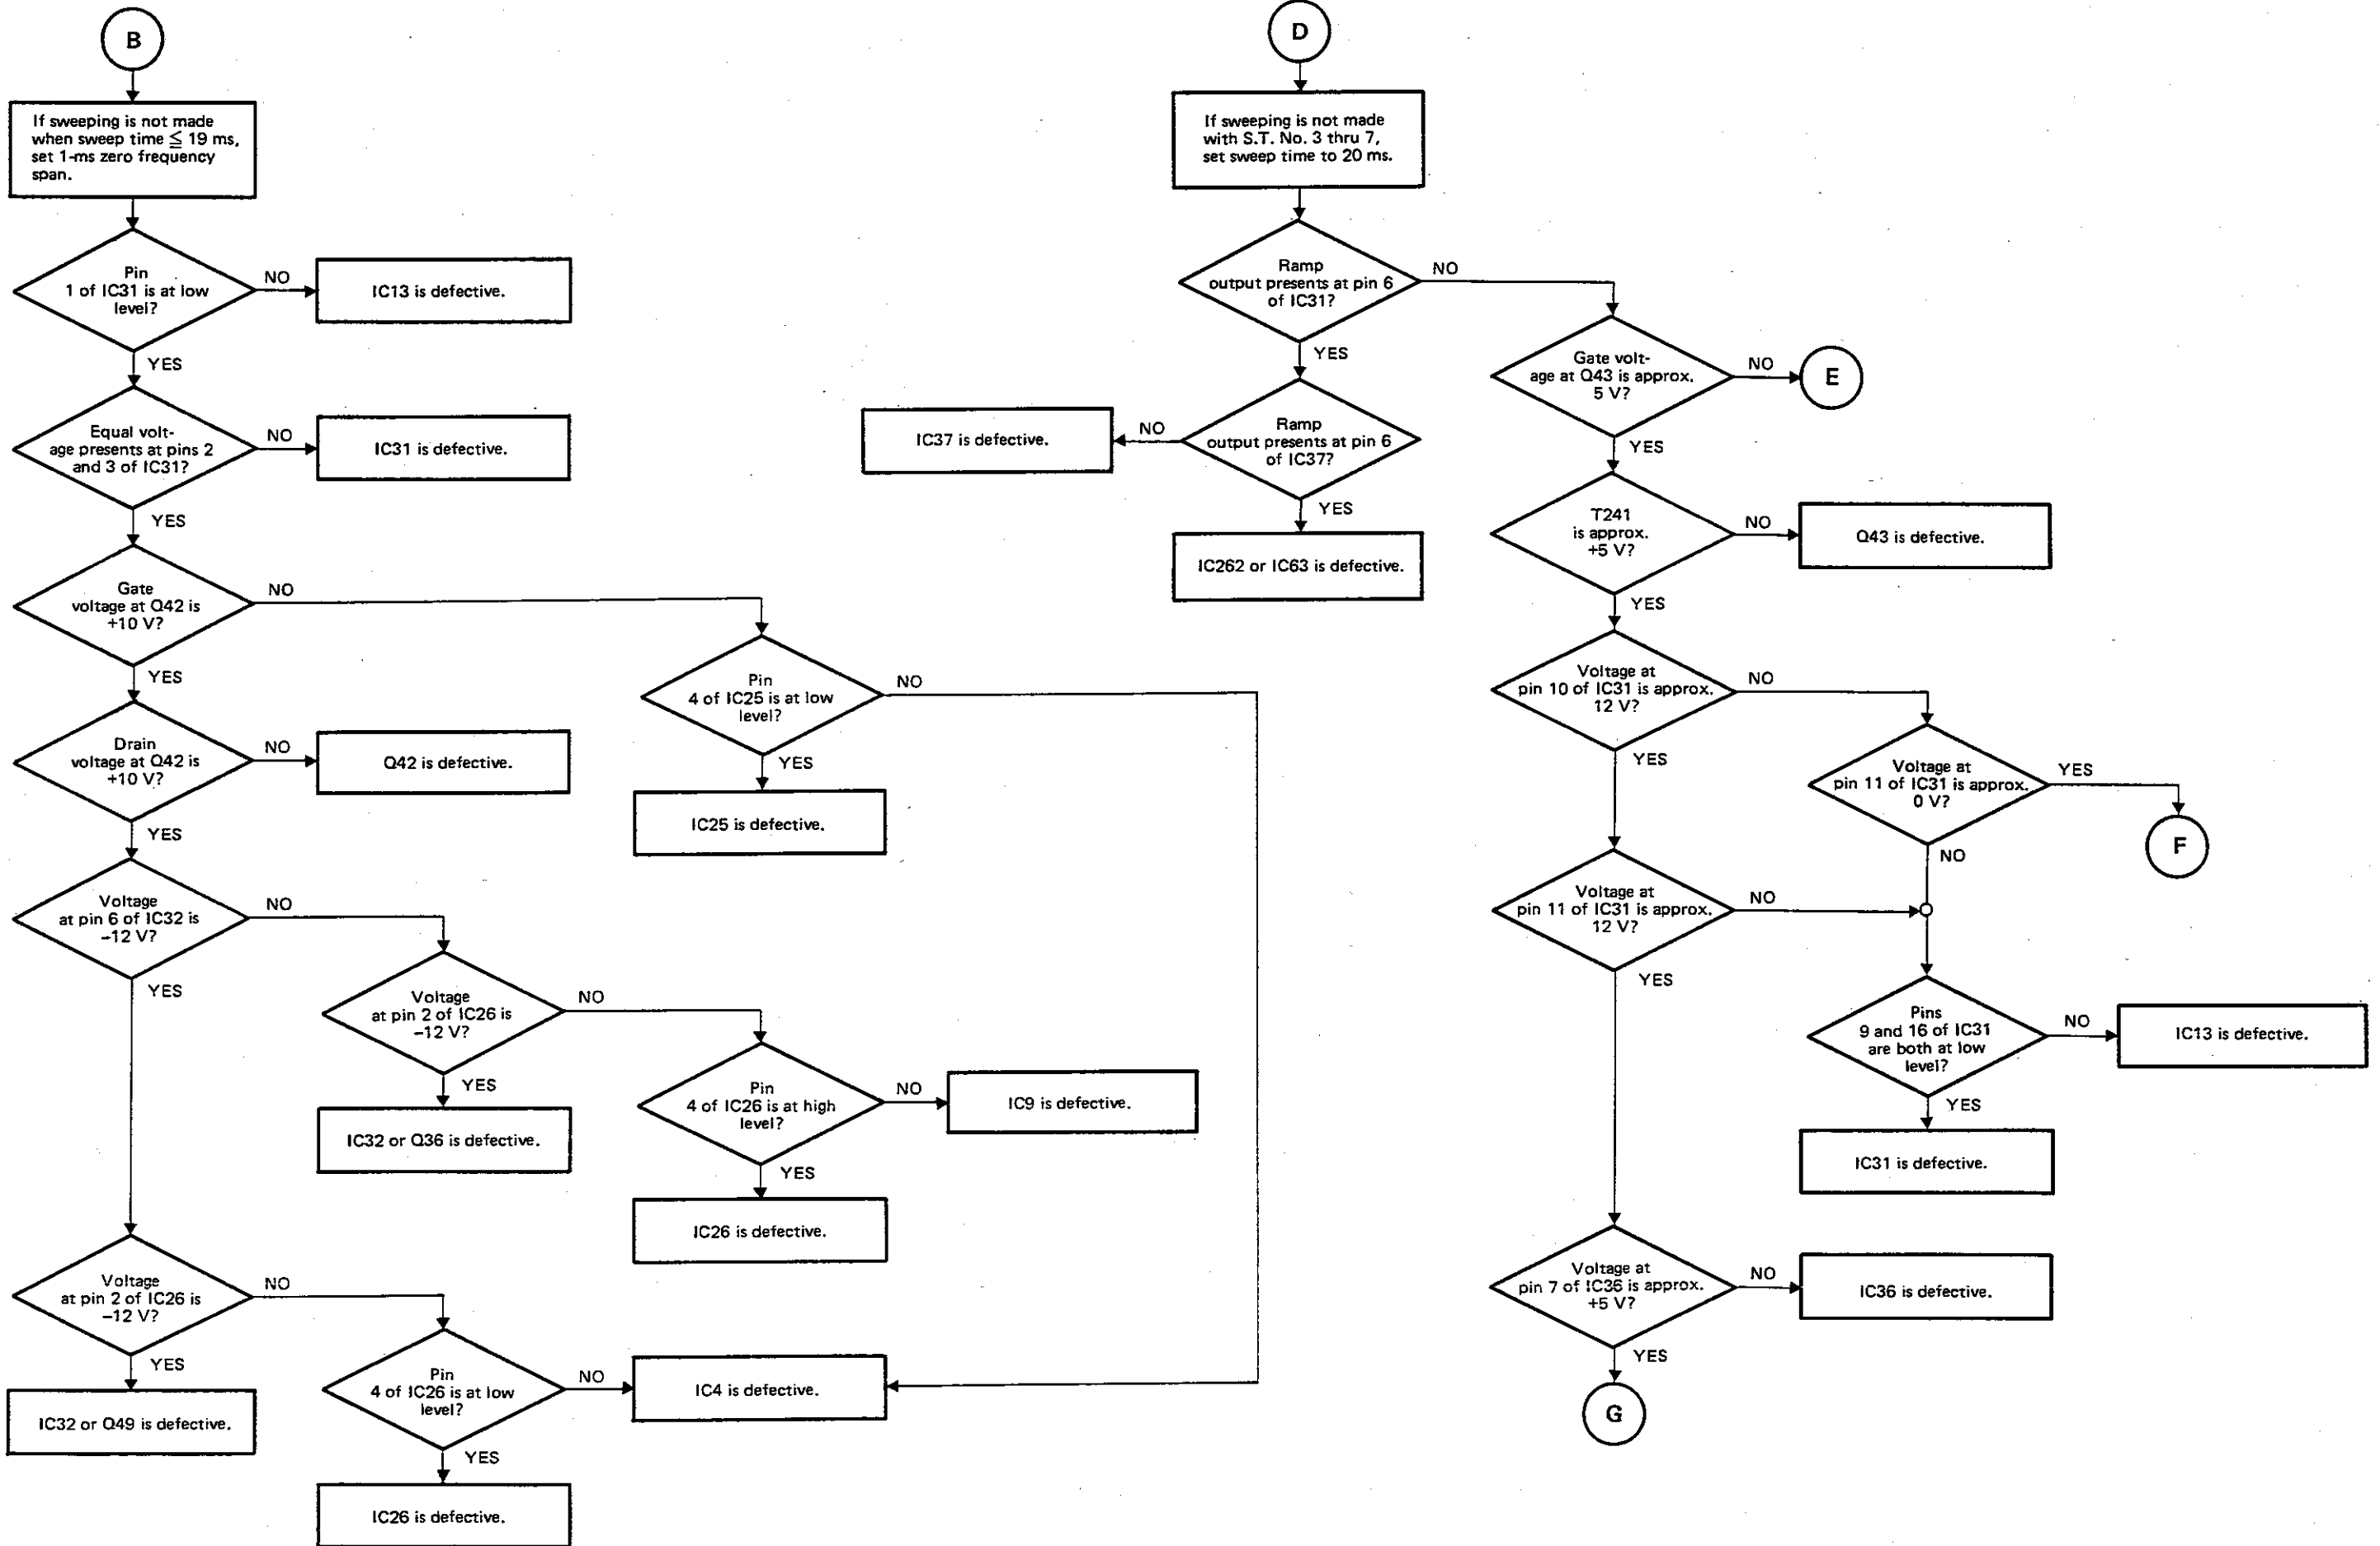 B
If sweeping is not made
when sweep time ≦ 19 ms,
set 1-ms zero frequency
span.
Pin
1 of IC31 is at low
level?
NO
IC13 is defective.
YES
Equal volt-
age presents at pins 2
and 3 of IC31?
NO
IC31 is defective.
YES
Gate
voltage at Q42 is
+10 V?
NO
YES
Pin
4 of IC25 is at low
level?
NO
YES
IC25 is defective.
Drain
voltage at Q42 is
+10 V?
NO
Q42 is defective.
YES
Voltage
at pin 6 of IC32 is
–12 V?
NO
YES
Voltage
at pin 2 of IC26 is
–12 V?
NO
YES
IC32 or Q36 is defective.
Pin
4 of IC26 is at high
level?
NO
IC9 is defective.
YES
IC26 is defective.
Voltage
at pin 2 of IC26 is
–12 V?
NO
YES
IC32 or Q49 is defective.
Pin
4 of IC26 is at low
level?
NO
IC4 is defective.
YES
IC26 is defective.
D
If sweeping is not made
with S.T. No. 3 thru 7,
set sweep time to 20 ms.
Ramp
output presents at pin 6
of IC31?
NO
YES
Ramp
output presents at pin 6
of IC37?
NO
IC37 is defective.
YES
IC262 or IC63 is defective.
Gate volt-
age at Q43 is approx.
5 V?
NO
E
YES
T241
is approx.
+5 V?
NO
Q43 is defective.
YES
Voltage at
pin 10 of IC31 is approx.
12 V?
NO
YES
Voltage at
pin 11 of IC31 is approx.
0 V?
YES
F
NO
Voltage at
pin 11 of IC31 is approx.
12 V?
NO
YES
Pins
9 and 16 of IC31
are both at low
level?
NO
IC13 is defective.
YES
IC31 is defective.
Voltage at
pin 7 of IC36 is approx.
+5 V?
NO
IC36 is defective.
YES
G